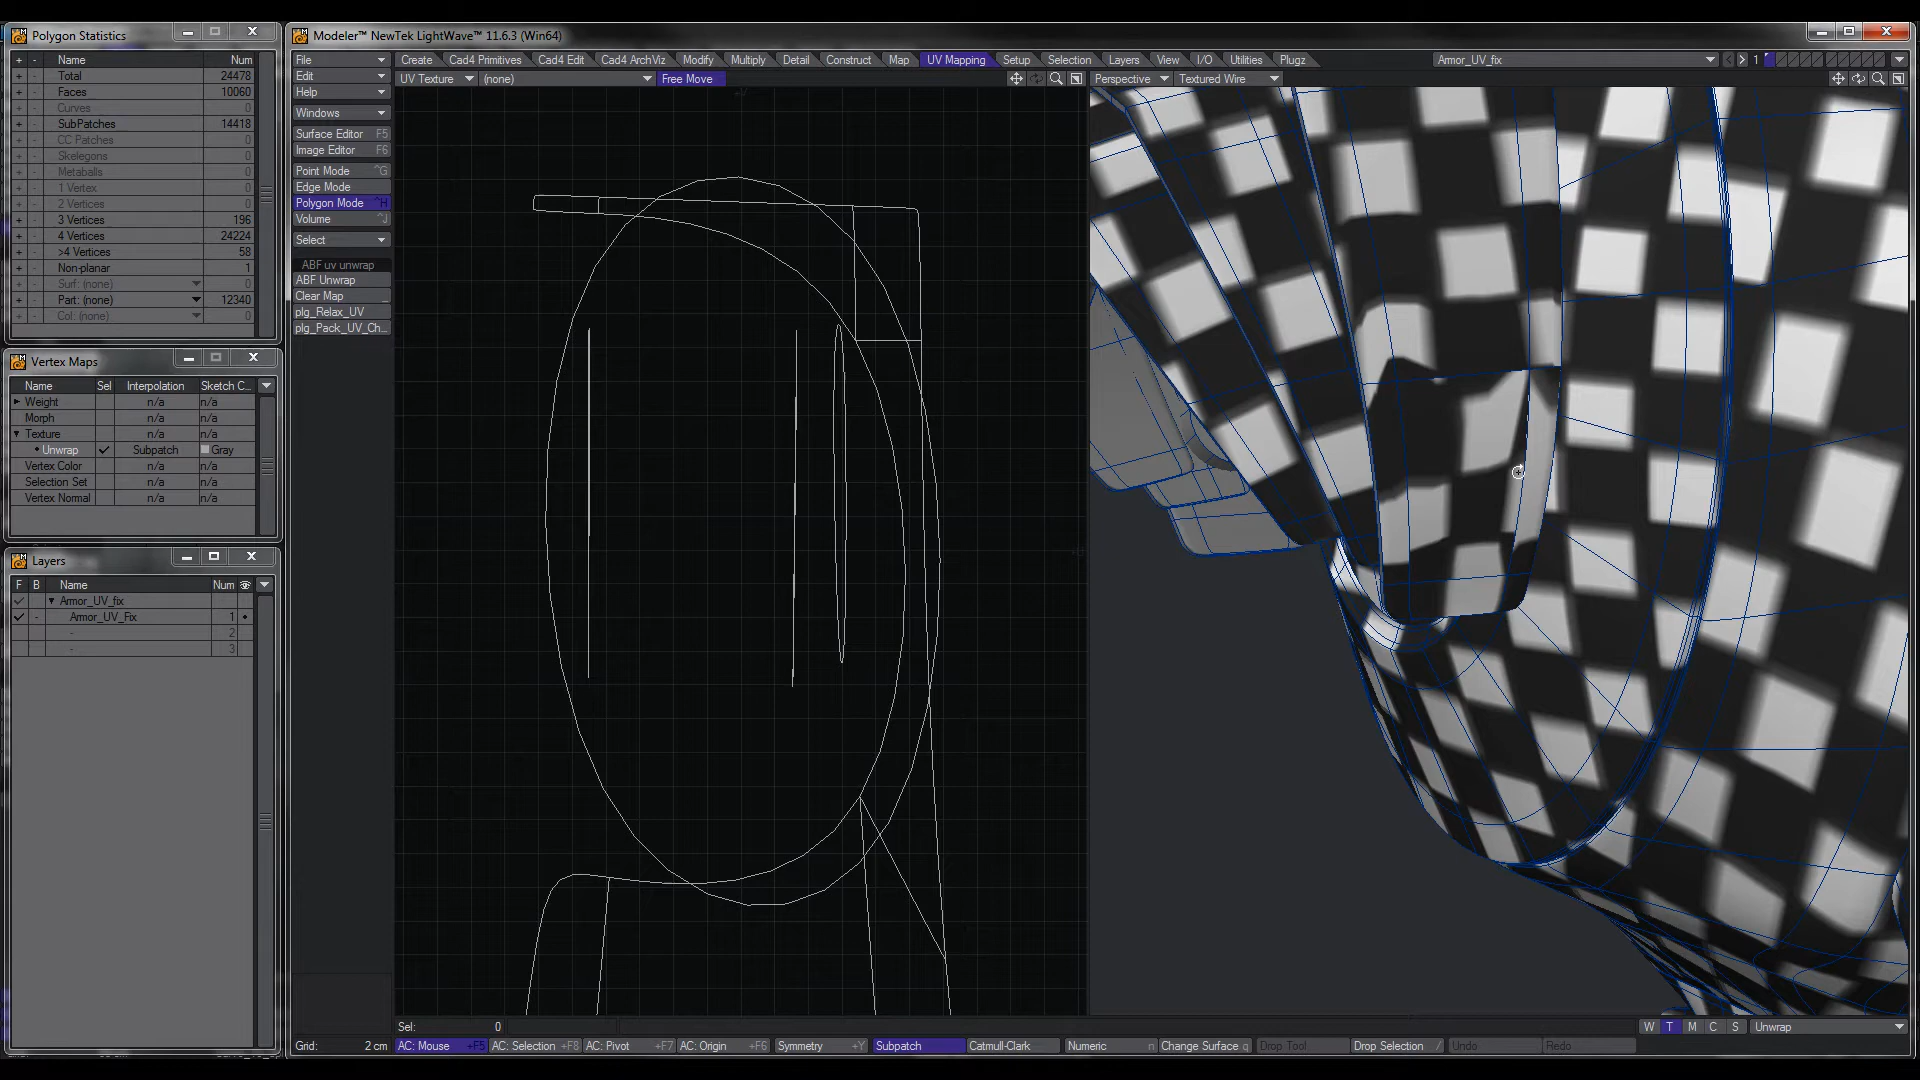 Polygon Statistics
+ - Name Num
+ - Total 24478
+ - Faces 10060
+ - Curves 0
+ - SubPatches 14418
+ - CC Patches 0
+ - Skelegons 0
+ - Metaballs 0
+ - 1 Vertex 0
+ - 2 Vertices 0
+ - 3 Vertices 196
+ - 4 Vertices 24224
+ - >4 Vertices 58
+ - Non-planar 1
+ - Surf: (none) 0
+ - Part: (none) 12340
+ - Col: (none) 0
Vertex Maps
Name Sel Interpolation Sketch C...
Weight n/a n/a
Morph n/a n/a
Texture n/a n/a
Unwrap Subpatch Gray
Vertex Color n/a n/a
Selection Set n/a n/a
Vertex Normal n/a n/a
Layers
F B Name Num
Armor_UV_fix
Armor_UV_Fix 1
- 2
- 3
Modeler™ NewTek LightWave™ 11.6.3 (Win64)
File
Edit
Help
Windows
Surface Editor F5
Image Editor F6
Point Mode ^G
Edge Mode
Polygon Mode ^H
Volume ^J
Select
ABF uv unwrap
ABF Unwrap
Clear Map _
plg_Relax_UV
plg_Pack_UV_Ch...
Create Cad4 Primitives Cad4 Edit Cad4 ArchViz Modify Multiply Detail Construct Map UV Mapping Setup Selection Layers View I/O Utilities Plugz Armor_UV_fix 1
UV Texture (none) Free Move Perspective Textured Wire
Sel: 0
W T M C S Unwrap
Grid: 2 cm AC: Mouse +F5 AC: Selection +F8 AC: Pivot +F7 AC: Origin +F6 Symmetry +Y Subpatch Catmull-Clark Numeric n Change Surface q Drop Tool Drop Selection / Undo Redo